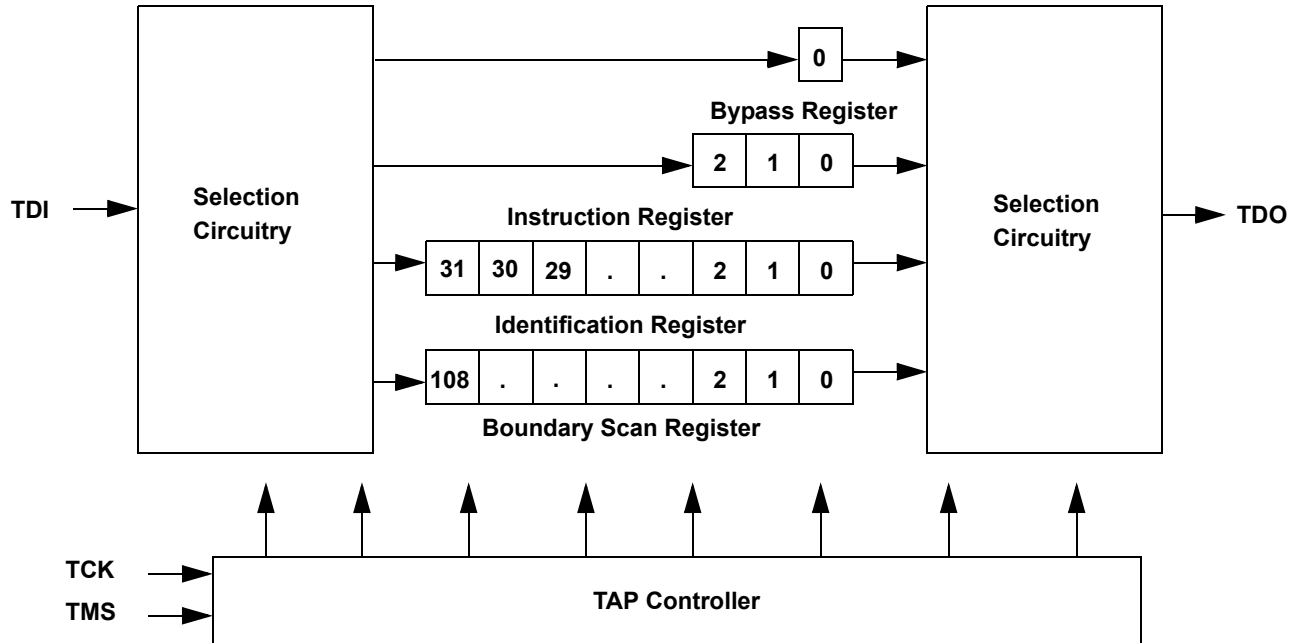 0
Bypass Register
2 1 0
TDI
Selection
Circuitry
Instruction Register
Selection
Circuitry
TDO
31 30 29 . . 2 1 0
Identification Register
108 . . . . 2 1 0
Boundary Scan Register
TCK
TMS
TAP Controller